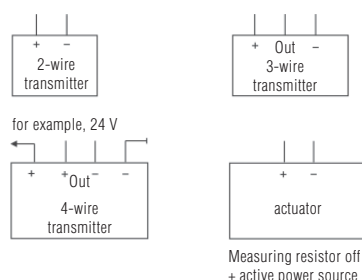 + −
2-wire
transmitter
+ Out −
3-wire
transmitter
for example, 24 V
+ + − −
Out
4-wire
transmitter
+ −
actuator
Measuring resistor off
+ active power source